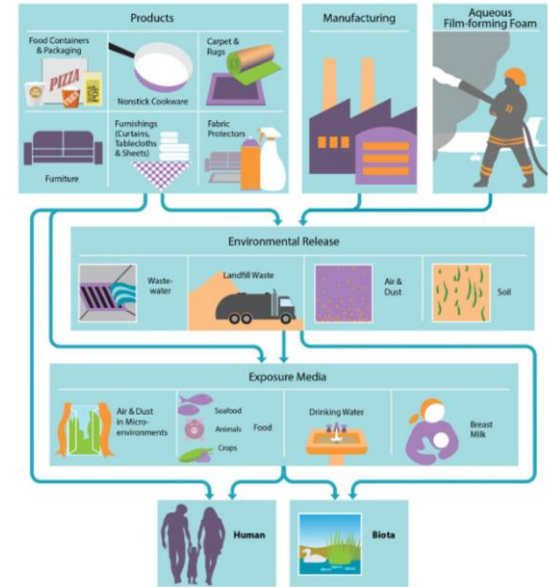 Products
Food Containers
& Packaging
PIZZA
FRIES
POP
Nonstick Cookware
Carpet &
Rugs
Furniture
Furnishings
(Curtains,
Tablecloths
& Sheets)
Fabric
Protectors
Manufacturing
Aqueous
Film-forming Foam
Environmental Release
Waste-
water
Landfill Waste
Air &
Dust
Soil
Exposure Media
Air & Dust
in Micro-
environments
Seafood
Animals
Crops
Food
Drinking Water
Breast
Milk
Human
Biota